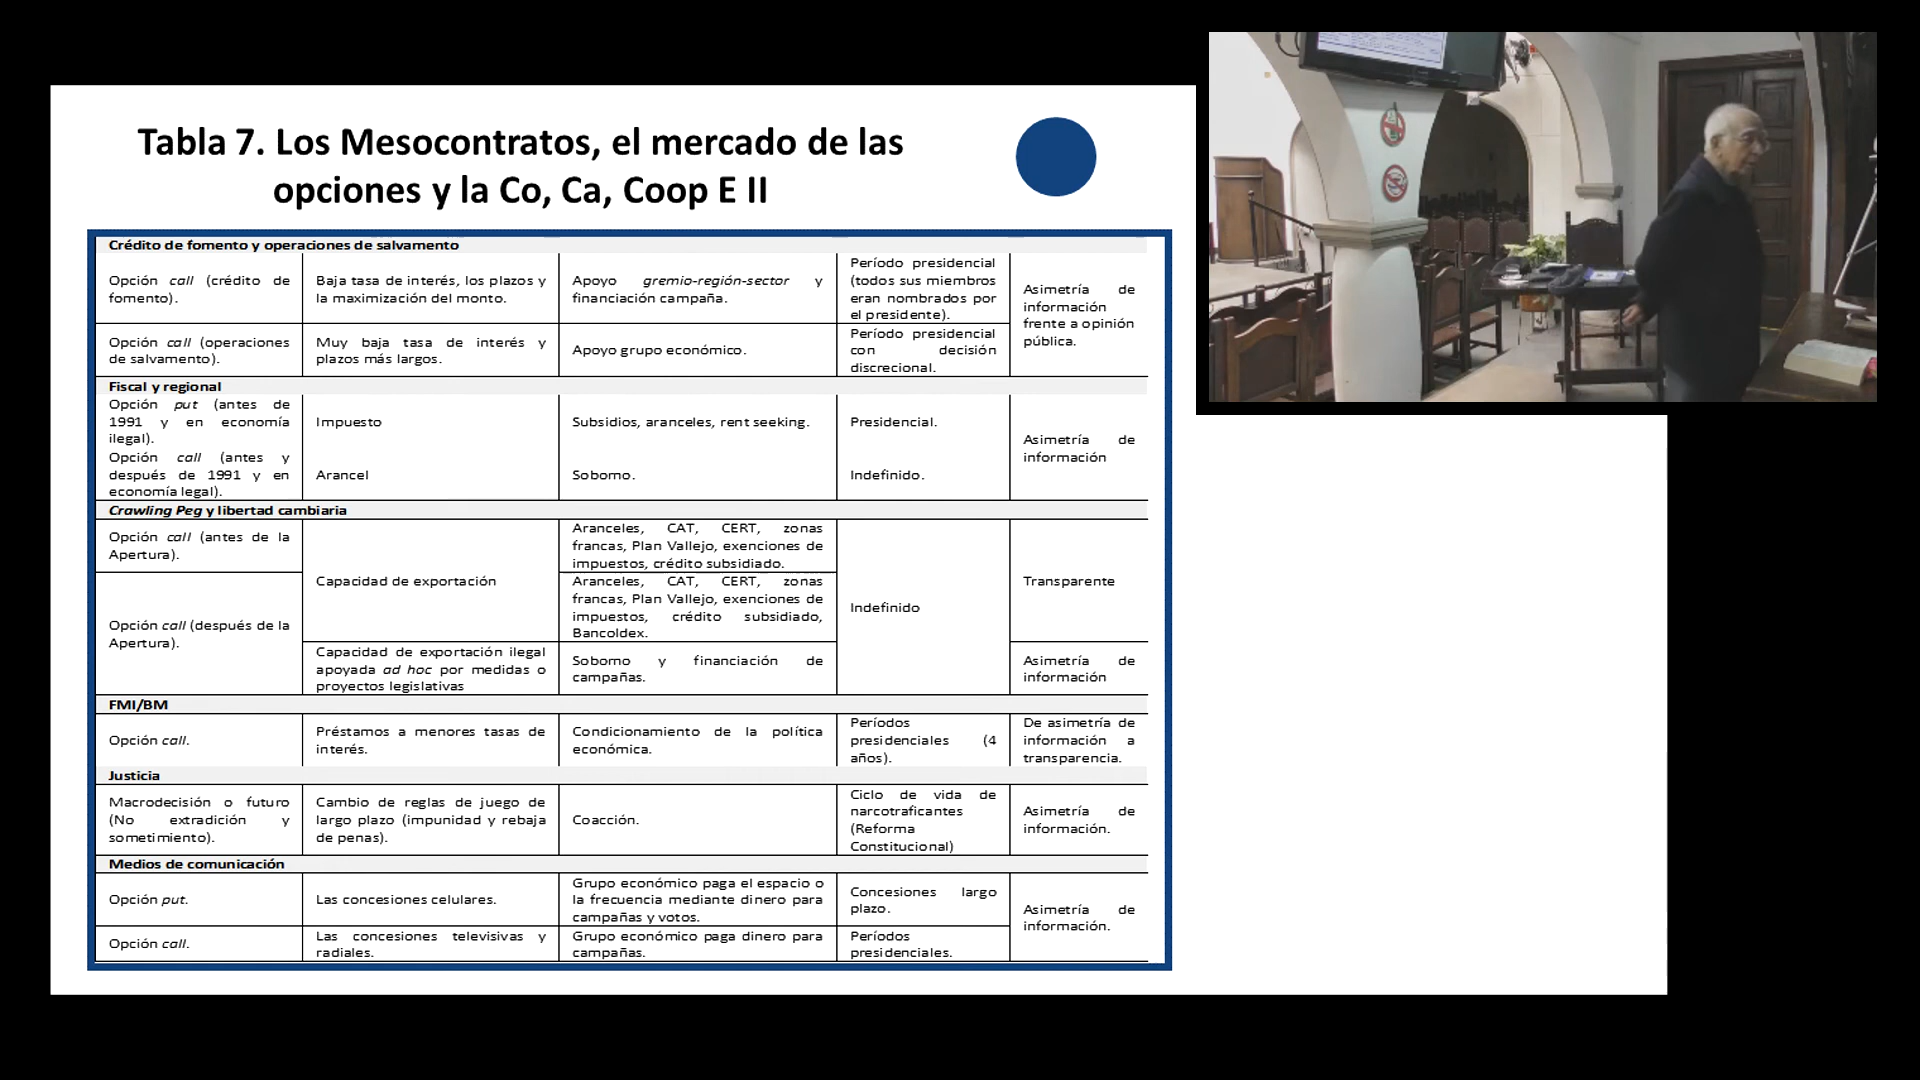 Tabla 7. Los Mesocontratos, el mercado de las
opciones y la Co, Ca, Coop E II
Crédito de fomento y operaciones de salvamento
Opción call (crédito de
fomento).
Baja tasa de interés, los plazos y
la maximización del monto.
Apoyo gremio-región-sector y
financiación campaña.
Período presidencial
(todos sus miembros
eran nombrados por
el presidente).
Asimetría de
información
frente a opinión
pública.
Opción call (operaciones
de salvamento).
Muy baja tasa de interés y
plazos más largos.
Apoyo grupo económico.
Período presidencial
con decisión
discrecional.
Fiscal y regional
Opción put (antes de
1991 y en economía
ilegal).
Impuesto
Subsidios, aranceles, rent seeking.
Presidencial.
Asimetría de
información
Opción call (antes y
después de 1991 y en
economía legal).
Arancel
Soborno.
Indefinido.
Crawling Peg y libertad cambiaria
Opción call (antes de la
Apertura).
Capacidad de exportación
Aranceles, CAT, CERT, zonas
francas, Plan Vallejo, exenciones de
impuestos, crédito subsidiado.
Indefinido
Transparente
Opción call (después de la
Apertura).
Aranceles, CAT, CERT, zonas
francas, Plan Vallejo, exenciones de
impuestos, crédito subsidiado,
Bancoldex.
Capacidad de exportación ilegal
apoyada ad hoc por medidas o
proyectos legislativas
Soborno y financiación de
campañas.
Asimetría de
información
FMI/BM
Opción call.
Préstamos a menores tasas de
interés.
Condicionamiento de la política
económica.
Períodos
presidenciales (4
años).
De asimetría de
información a
transparencia.
Justicia
Macrodecisión o futuro
(No extradición y
sometimiento).
Cambio de reglas de juego de
largo plazo (impunidad y rebaja
de penas).
Coacción.
Ciclo de vida de
narcotraficantes
(Reforma
Constitucional)
Asimetría de
información.
Medios de comunicación
Opción put.
Las concesiones celulares.
Grupo económico paga el espacio o
la frecuencia mediante dinero para
campañas y votos.
Concesiones largo
plazo.
Asimetría de
información.
Opción call.
Las concesiones televisivas y
radiales.
Grupo económico paga dinero para
campañas.
Períodos
presidenciales.